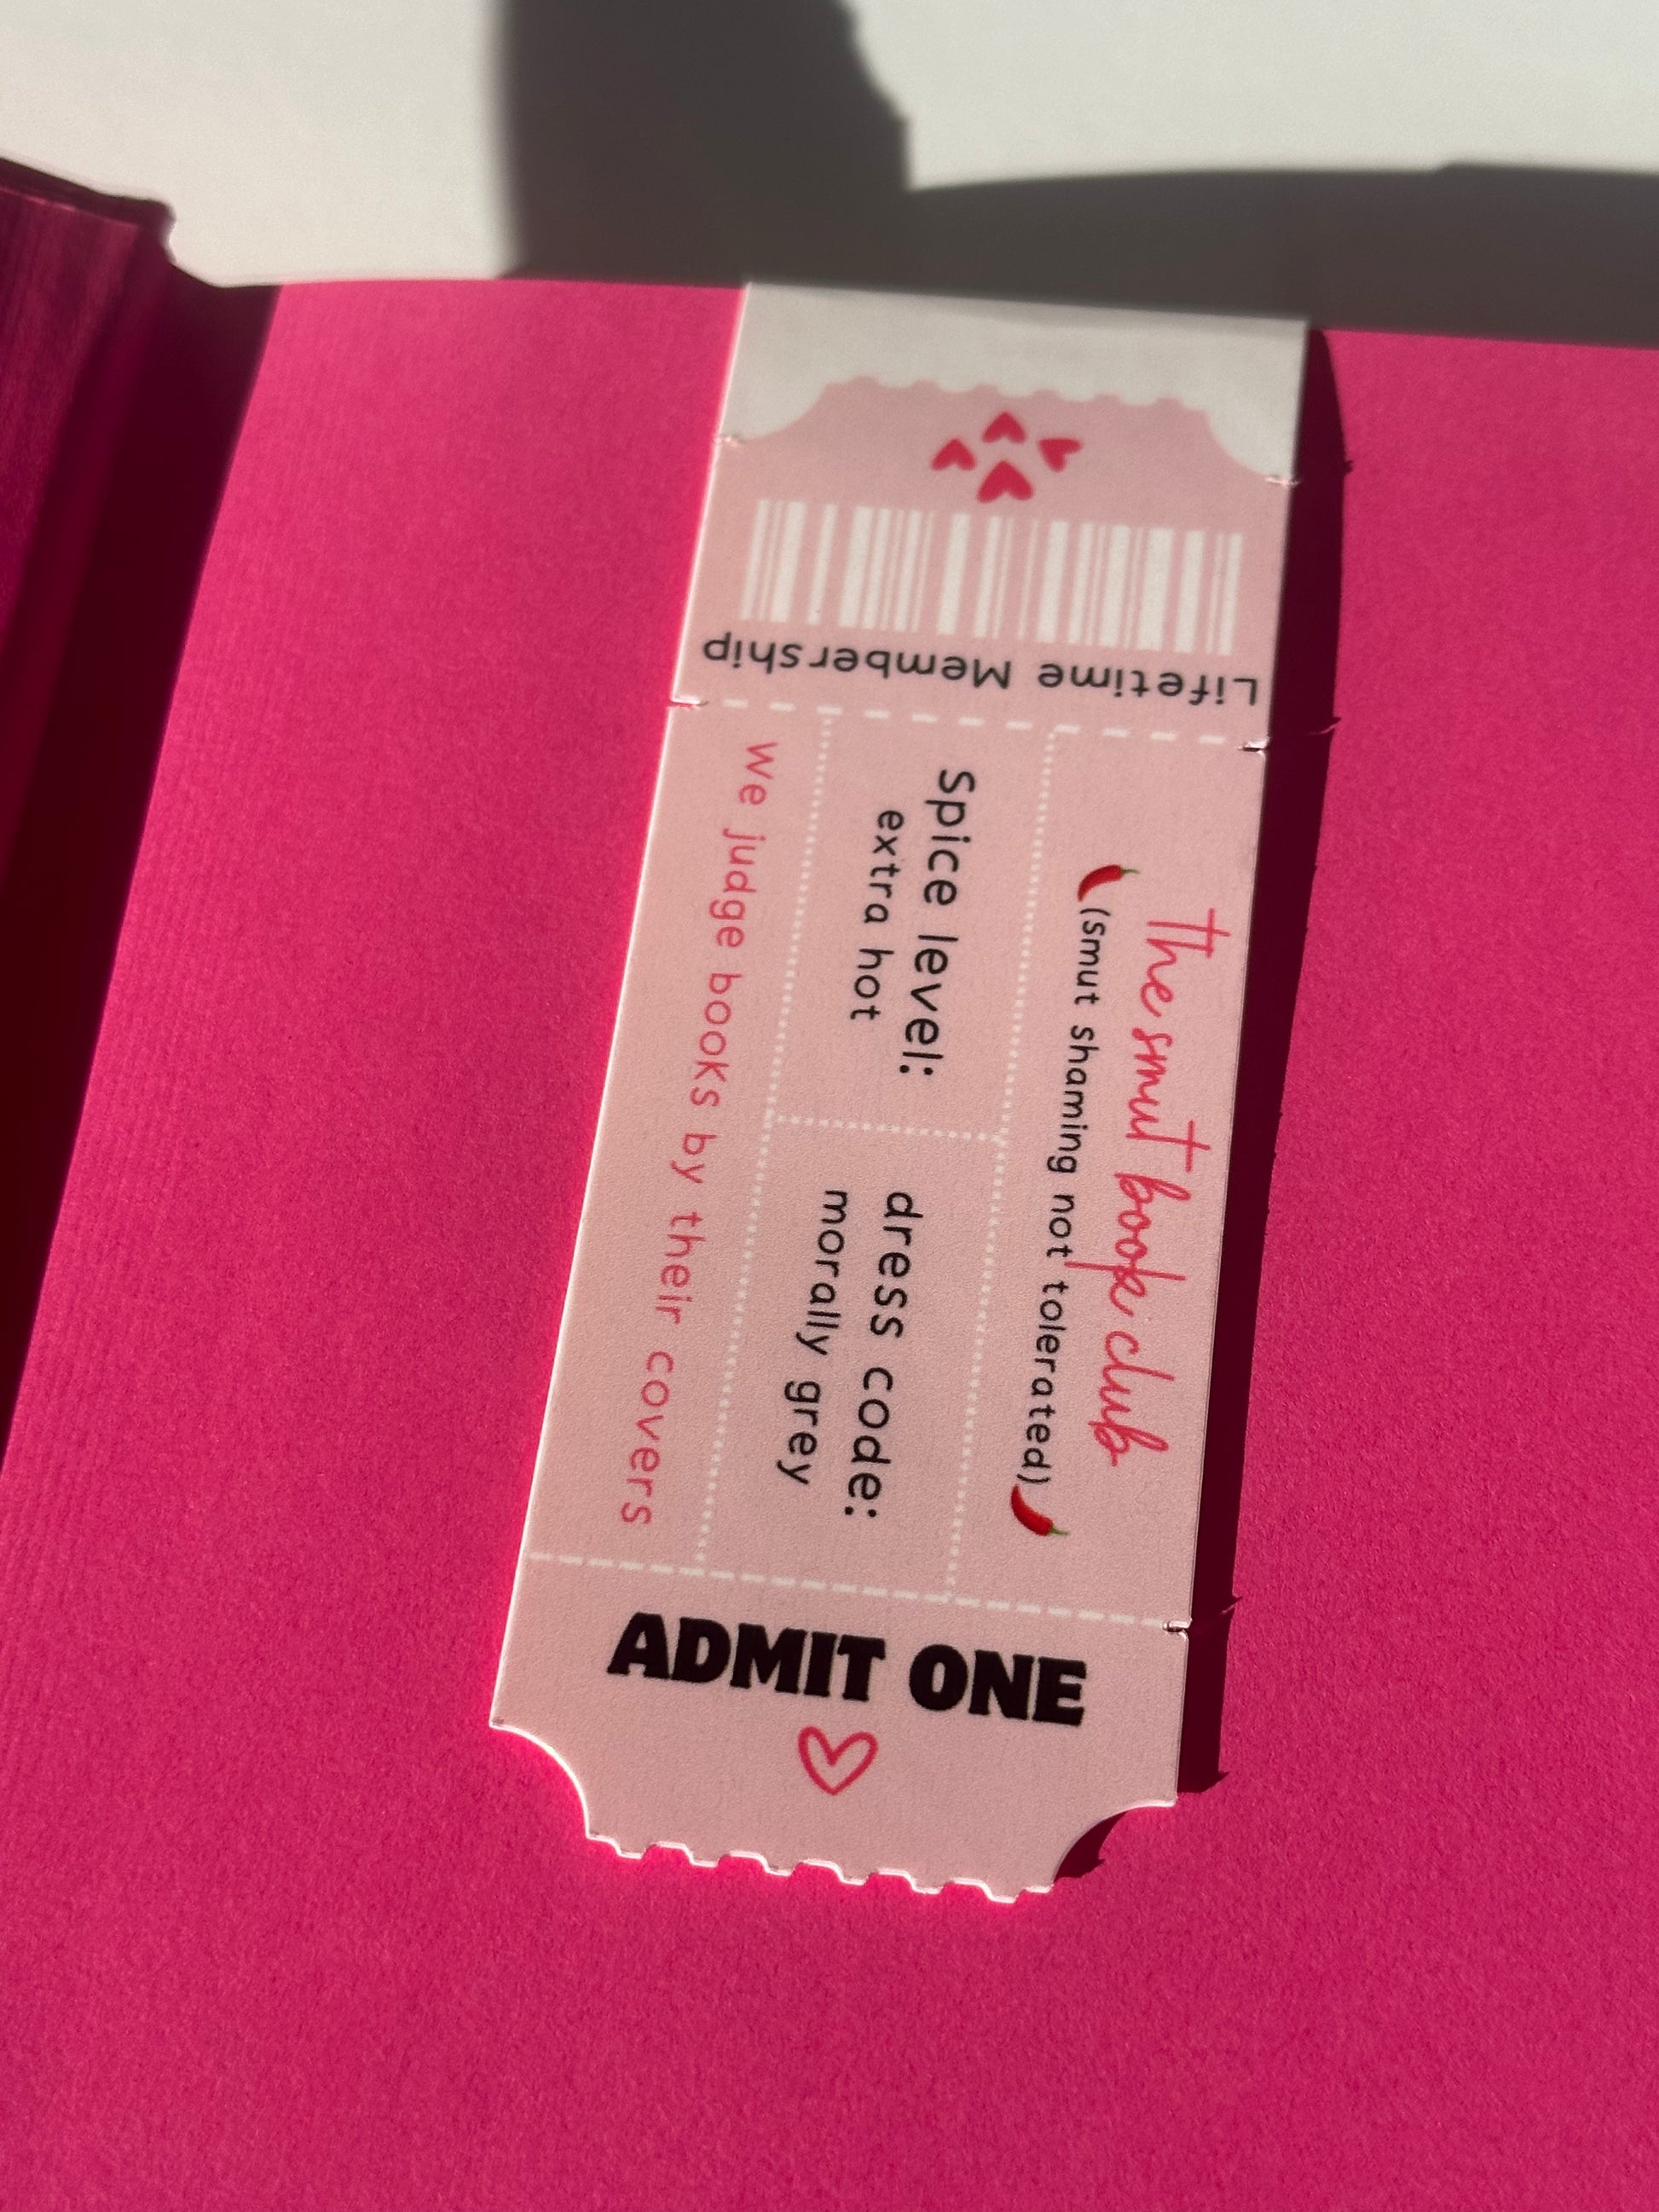 Lifetime Membership
the smut book club
(smut shaming not tolerated)
Spice level:
extra hot
dress code:
morally grey
we judge books by their covers
ADMIT ONE